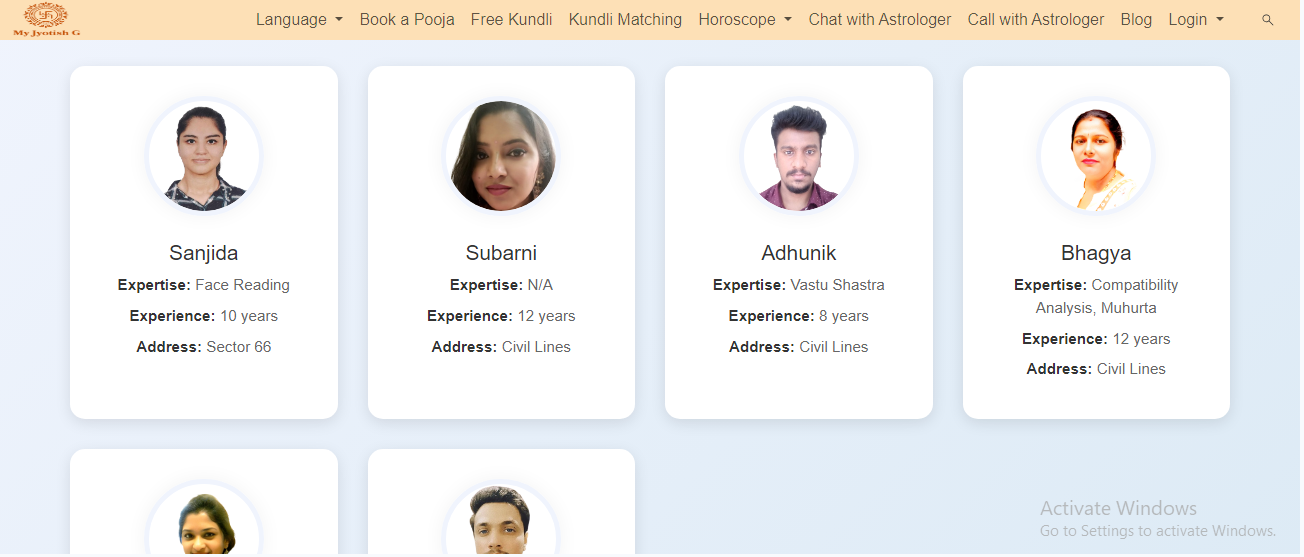 My Jyotish G
Language Book a Pooja Free Kundli Kundli Matching Horoscope Chat with Astrologer Call with Astrologer Blog Login
Sanjida
Expertise: Face Reading
Experience: 10 years
Address: Sector 66
Subarni
Expertise: N/A
Experience: 12 years
Address: Civil Lines
Adhunik
Expertise: Vastu Shastra
Experience: 8 years
Address: Civil Lines
Bhagya
Expertise: Compatibility
Analysis, Muhurta
Experience: 12 years
Address: Civil Lines
Activate Windows
Go to Settings to activate Windows.